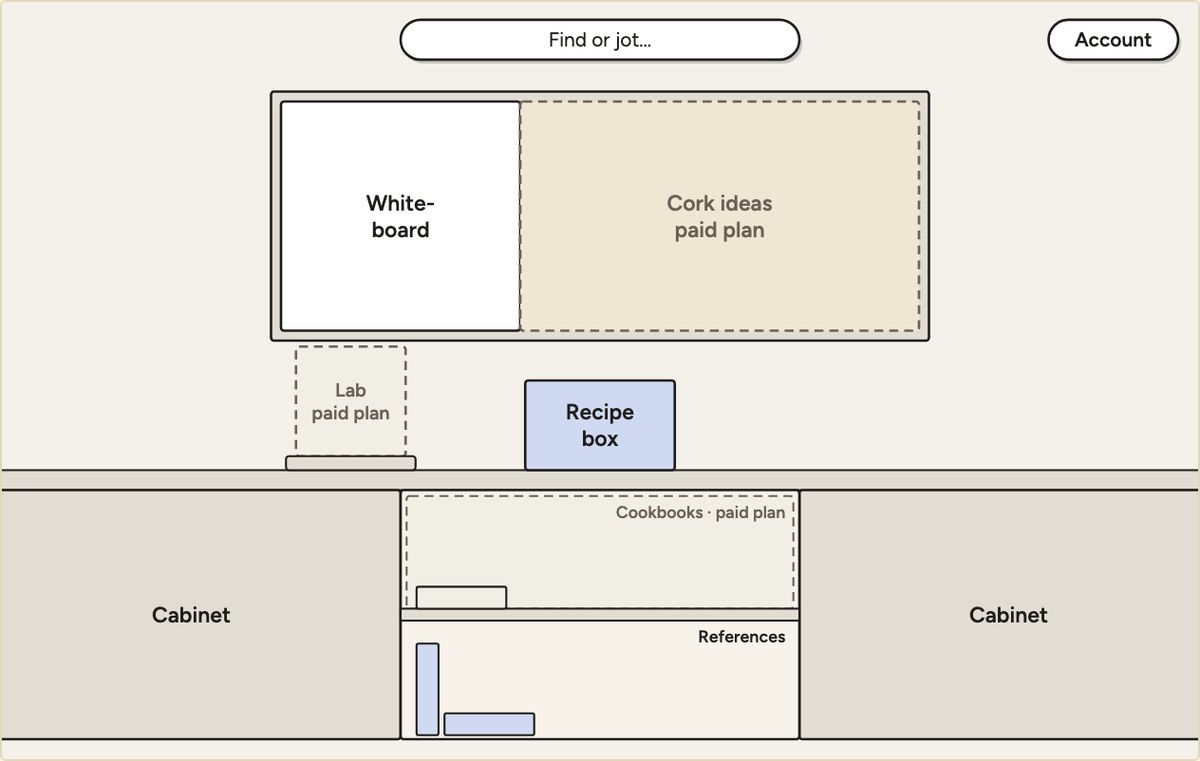 Find or jot...
Account
White-
board
Cork ideas
paid plan
Lab
paid plan
Recipe
box
Cookbooks · paid plan
Cabinet
References
Cabinet